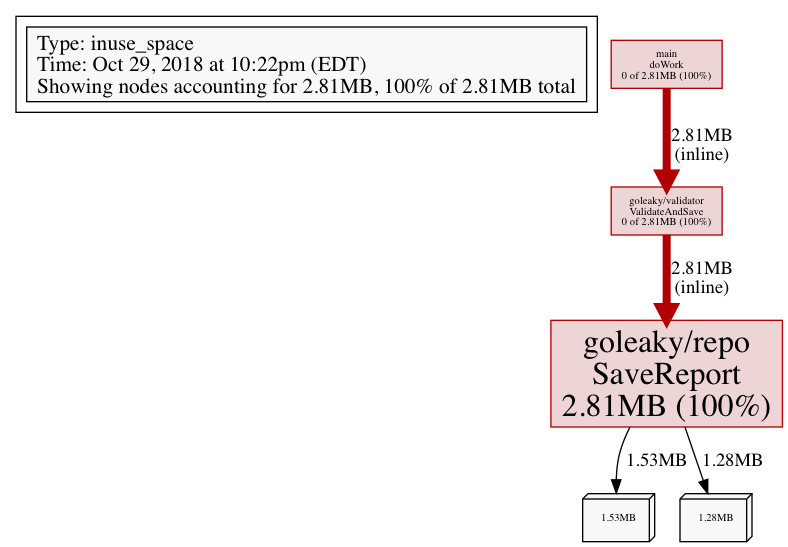 Type: inuse_space
Time: Oct 29, 2018 at 10:22pm (EDT)
Showing nodes accounting for 2.81MB, 100% of 2.81MB total
main
doWork
0 of 2.81MB (100%)
2.81MB
(inline)
goleaky/validator
ValidateAndSave
0 of 2.81MB (100%)
2.81MB
(inline)
goleaky/repo
SaveReport
2.81MB (100%)
1.53MB
1.28MB
1.53MB
1.28MB